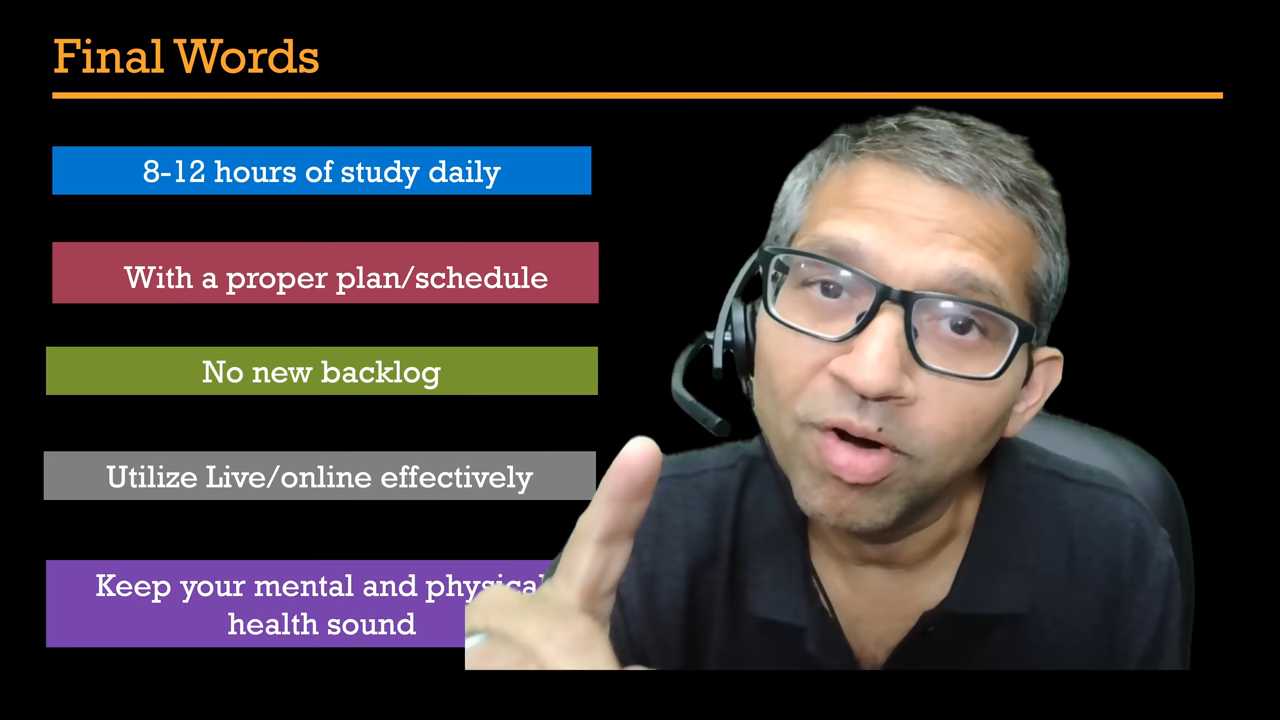 Final Words
8-12 hours of study daily
With a proper plan/schedule
No new backlog
Utilize Live/online effectively
Keep your mental and physical
health sound